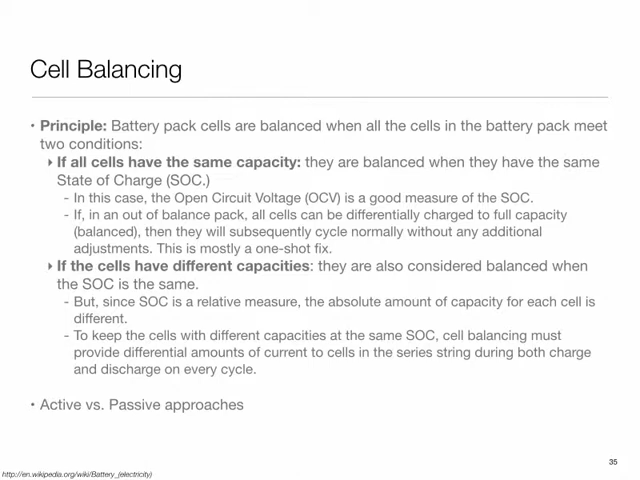 Cell Balancing
• Principle: Battery pack cells are balanced when all the cells in the battery pack meet
two conditions:
‣ If all cells have the same capacity: they are balanced when they have the same
State of Charge (SOC.)
- In this case, the Open Circuit Voltage (OCV) is a good measure of the SOC.
- If, in an out of balance pack, all cells can be differentially charged to full capacity
(balanced), then they will subsequently cycle normally without any additional
adjustments. This is mostly a one-shot fix.
‣ If the cells have different capacities: they are also considered balanced when
the SOC is the same.
- But, since SOC is a relative measure, the absolute amount of capacity for each cell is
different.
- To keep the cells with different capacities at the same SOC, cell balancing must
provide differential amounts of current to cells in the series string during both charge
and discharge on every cycle.
• Active vs. Passive approaches
35
http://en.wikipedia.org/wiki/Battery_(electricity)